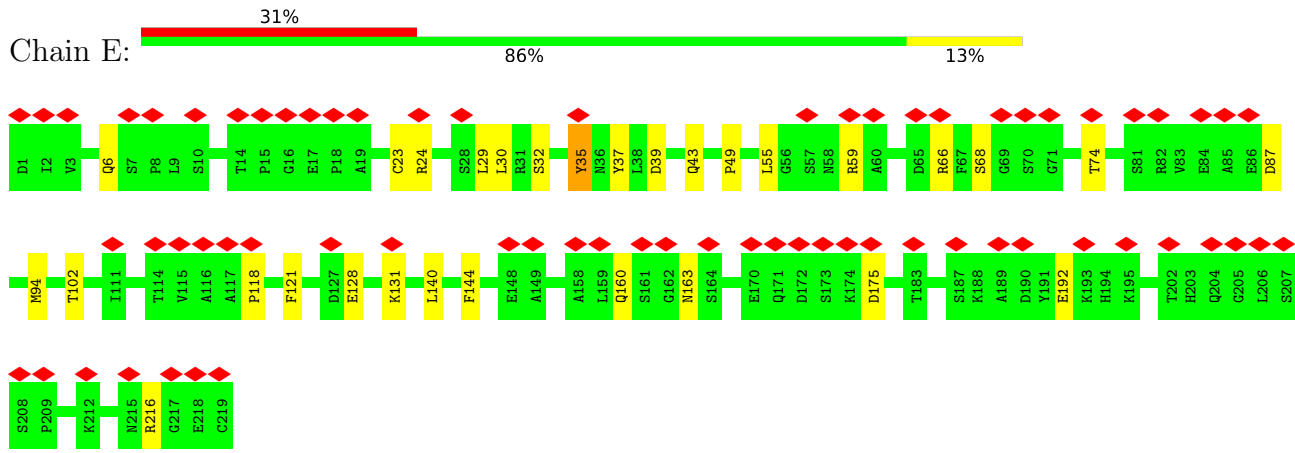 31%
Chain E:
86% 13%
D1 I2 V3 Q6 S7 P8 L9 S10 T14 P15 G16 E17 P18 A19 C23 R24 S28 L29 L30 R31 S32 Y35 N36 Y37 L38 D39 Q43 P49 L55 G56 S57 N58 R59 A60 D65 R66 F67 S68 G69 S70 G71 T74 S81 R82 V83 E84 A85 E86 D87
M94 T102 I111 T114 V115 A116 A117 P118 F121 D127 E128 K131 L140 F144 E148 A149 A158 L159 Q160 S161 G162 N163 S164 E170 Q171 D172 S173 K174 D175 T183 S187 K188 A189 D190 Y191 E192 K193 H194 K195 T202 H203 Q204 G205 L206 S207
S208 P209 K212 N215 R216 G217 E218 C219